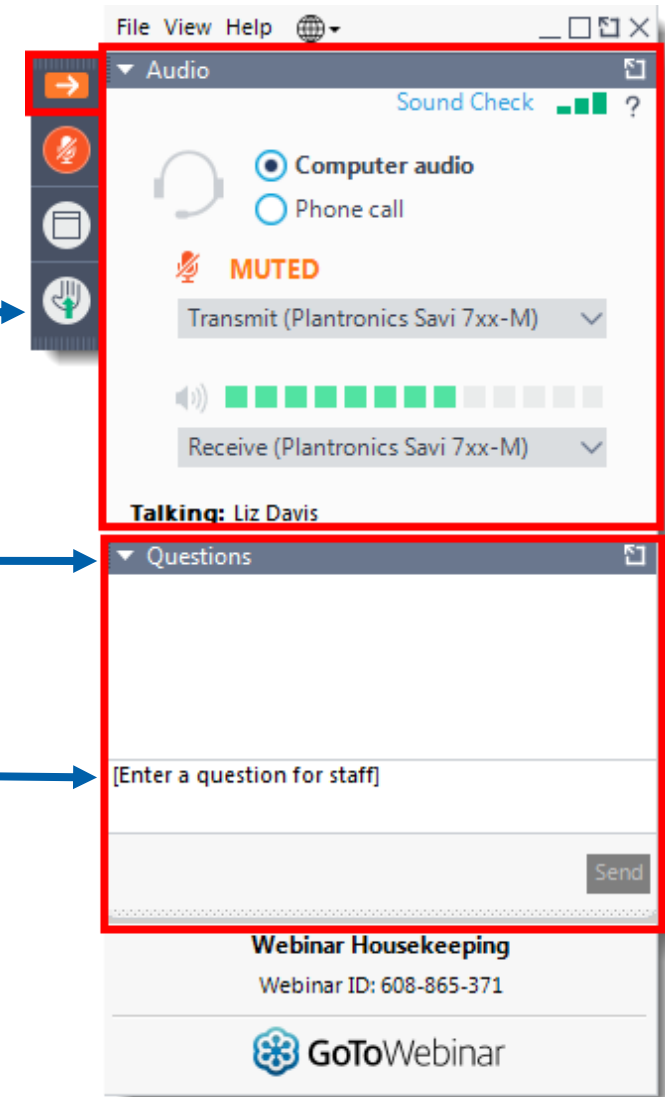 File View Help
Audio
Sound Check ?
Computer audio
Phone call
MUTED
Transmit (Plantronics Savi 7xx-M)
Receive (Plantronics Savi 7xx-M)
Talking: Liz Davis
Questions
[Enter a question for staff]
Send
Webinar Housekeeping
Webinar ID: 608-865-371
GoToWebinar